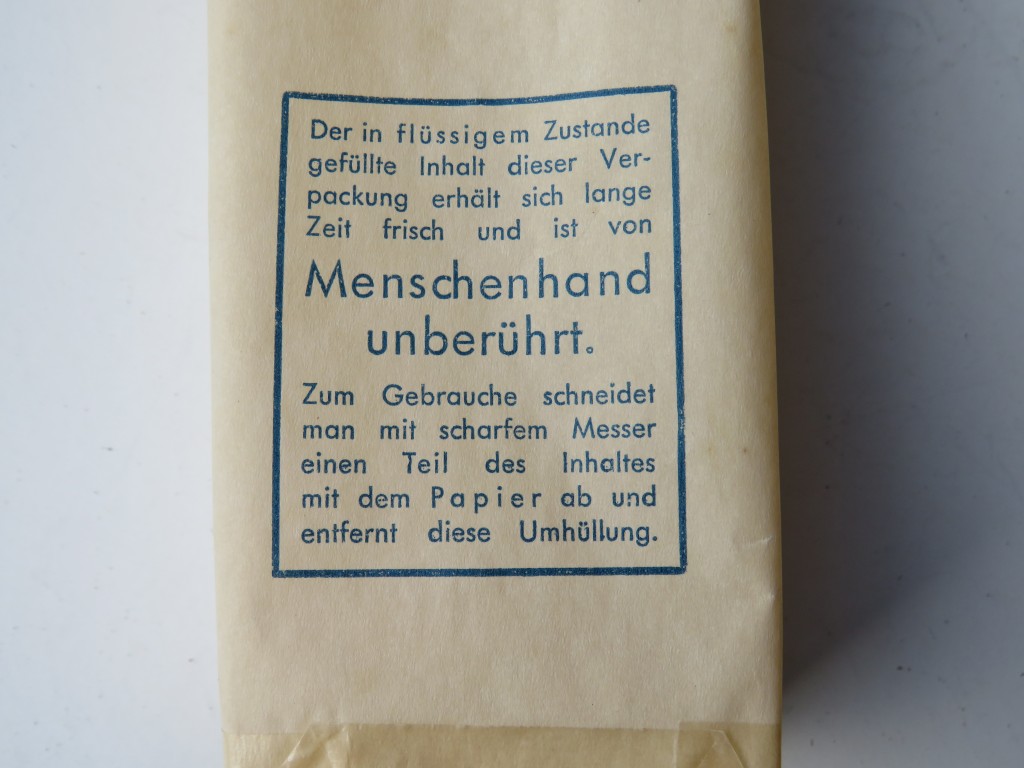 Der in flüssigem Zustande
gefüllte Inhalt dieser Ver-
packung erhält sich lange
Zeit frisch und ist von
Menschenhand
unberührt.
Zum Gebrauche schneidet
man mit scharfem Messer
einen Teil des Inhaltes
mit dem Papier ab und
entfernt diese Umhüllung.